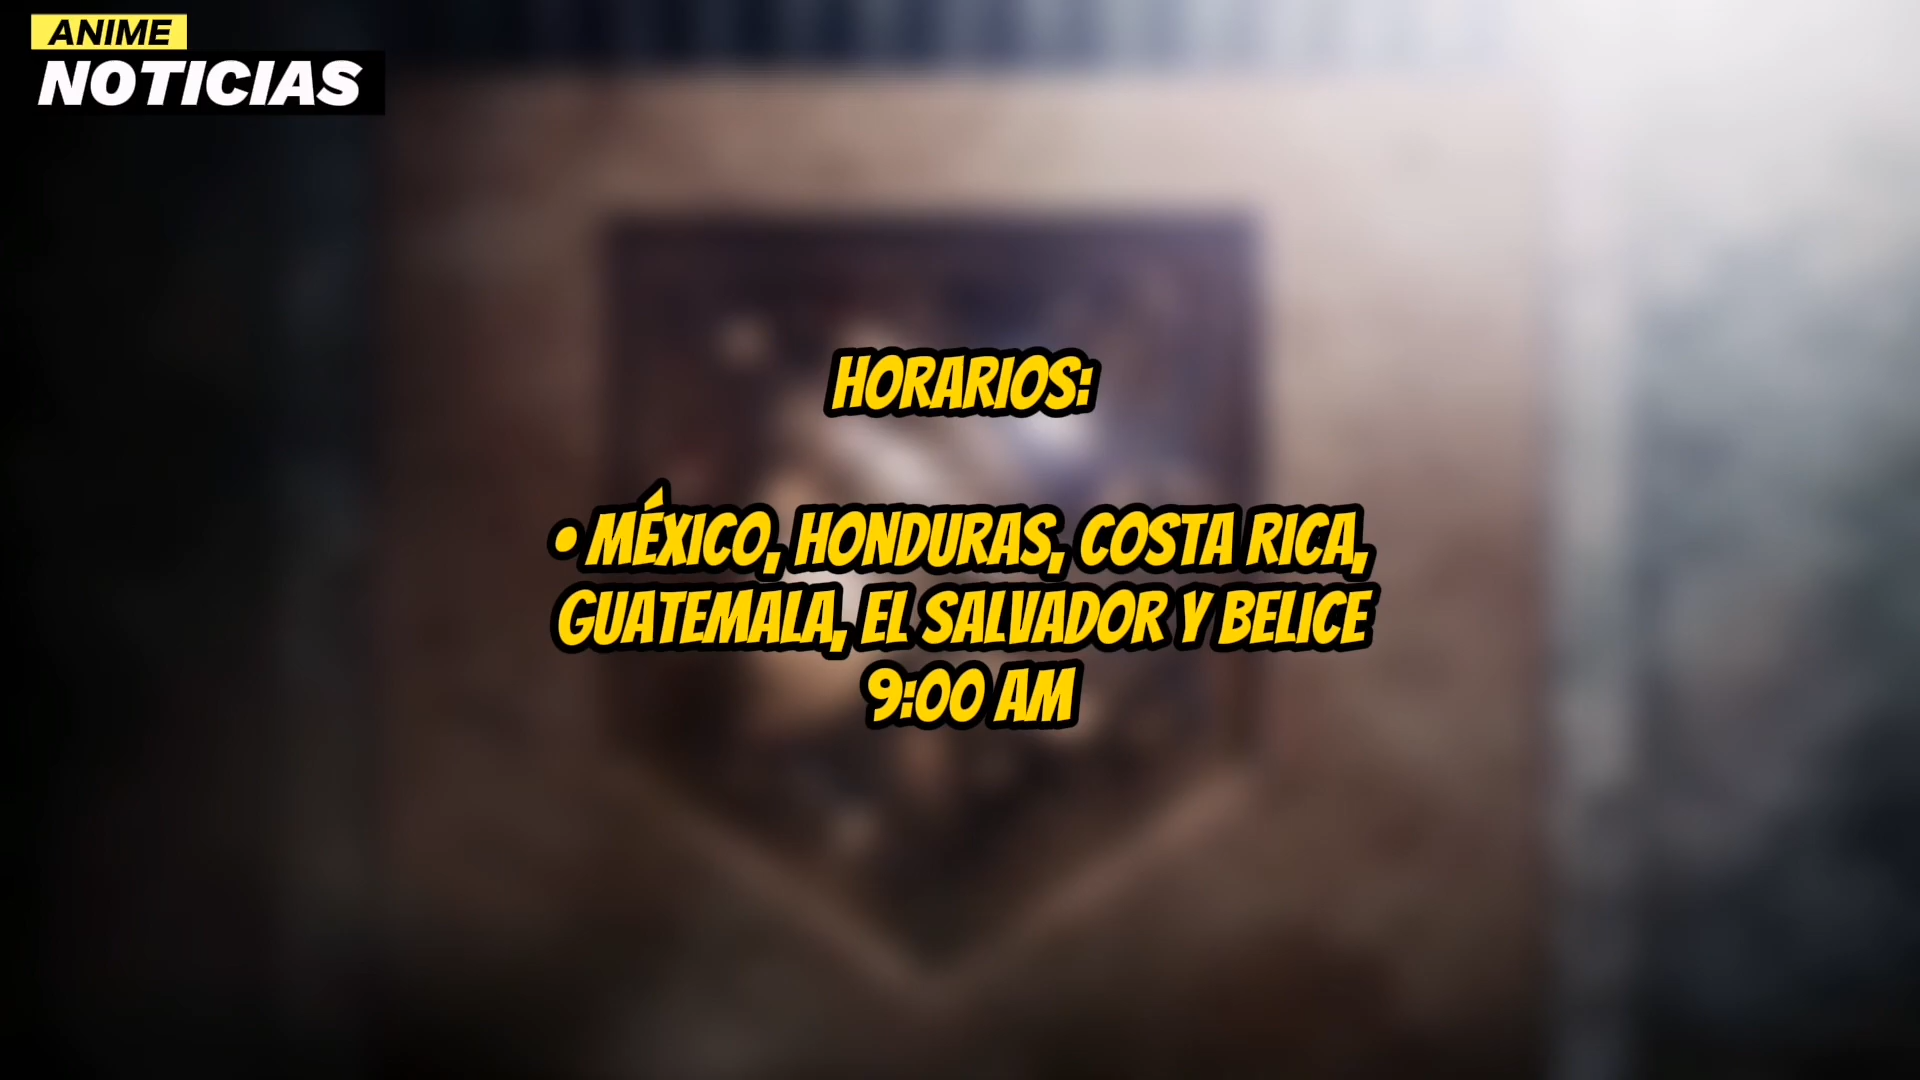 ANIME
NOTICIAS
HORARIOS:
• MÉXICO, HONDURAS, COSTA RICA,
GUATEMALA, EL SALVADOR Y BELICE
9:00 AM